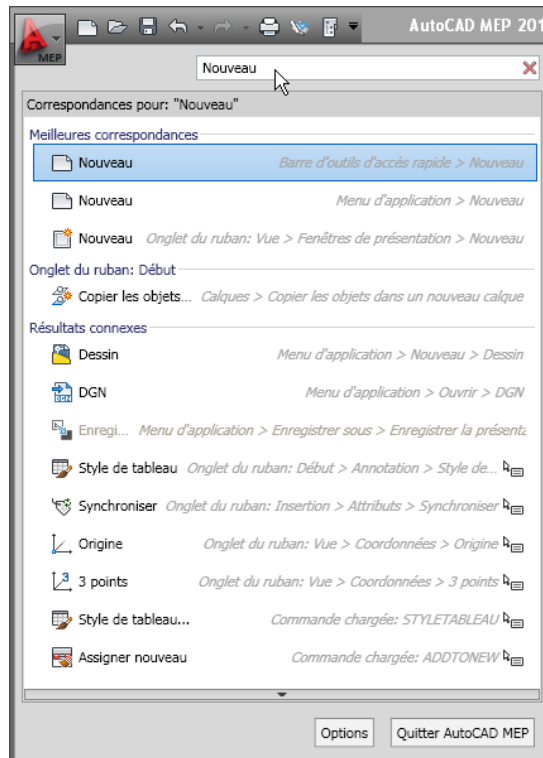 AutoCAD MEP 201
MEP
Nouveau
Correspondances pour: "Nouveau"
Meilleures correspondances
Nouveau Barre d'outils d'accès rapide > Nouveau
Nouveau Menu d'application > Nouveau
Nouveau Onglet du ruban: Vue > Fenêtres de présentation > Nouveau
Onglet du ruban: Début
Copier les objets... Calques > Copier les objets dans un nouveau calque
Résultats connexes
Dessin Menu d'application > Nouveau > Dessin
DGN Menu d'application > Ouvrir > DGN
Enregi... Menu d'application > Enregistrer sous > Enregistrer la présenta
Style de tableau Onglet du ruban: Début > Annotation > Style de...
Synchroniser Onglet du ruban: Insertion > Attributs > Synchroniser
Origine Onglet du ruban: Vue > Coordonnées > Origine
3 points Onglet du ruban: Vue > Coordonnées > 3 points
Style de tableau... Commande chargée: STYLETABLEAU
Assigner nouveau Commande chargée: ADDTONEW
Options Quitter AutoCAD MEP